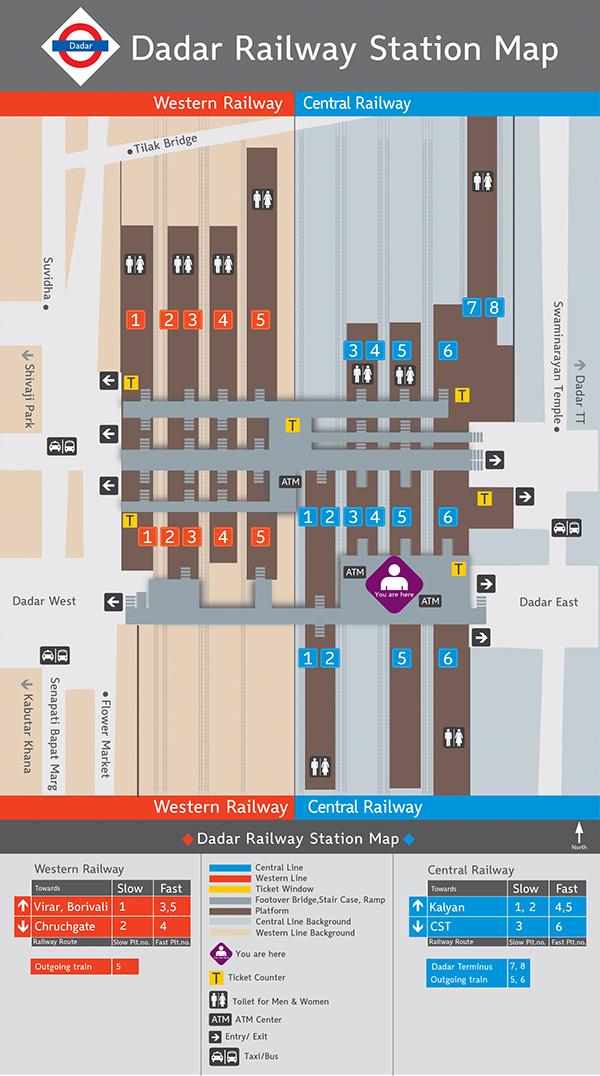 Dadar
Dadar Railway Station Map
Western Railway Central Railway
Tilak Bridge
Suvidha
1 2 3 4 5
7 8
3 4 5 6
Swaminarayan Temple
Shivaji Park
Dadar TT
T
T
T
ATM
T
T
1 2 3 4 5 6
1 2 3 4 5
ATM
T
You are here
ATM
Dadar West
Dadar East
1 2 5 6
Kabutar Khana
Senapati Bapat Marg
Flower Market
Western Railway Central Railway
Dadar Railway Station Map
North
Western Railway
Towards Slow Fast
Virar, Borivali 1 3,5
Chruchgate 2 4
Railway Route Slow Plt.no. Fast Plt.no.
Outgoing train 5
Central Line
Western Line
Ticket Window
Footover Bridge,Stair Case, Ramp
Platform
Central Line Background
Western Line Background
You are here
T Ticket Counter
Toilet for Men & Women
ATM ATM Center
Entry/ Exit
Taxi/Bus
Central Railway
Towards Slow Fast
Kalyan 1, 2 4,5
CST 3 6
Railway Route Slow Plt.no. Fast Plt.no.
Dadar Terminus 7, 8
Outgoing train 5, 6